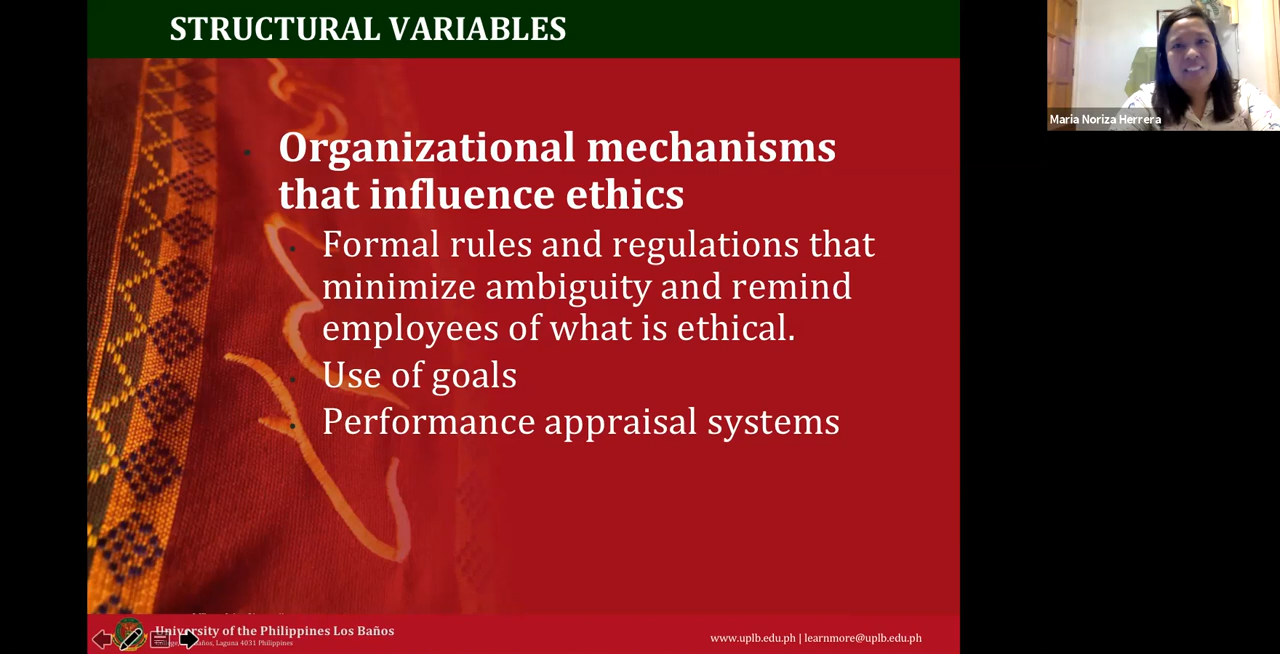 STRUCTURAL VARIABLES
Maria Noriza Herrera
Organizational mechanisms
that influence ethics
Formal rules and regulations that
minimize ambiguity and remind
employees of what is ethical.
Use of goals
Performance appraisal systems
University of the Philippines Los Baños
Laguna 4031 Philippines
www.uplb.edu.ph | learnmore@uplb.edu.ph